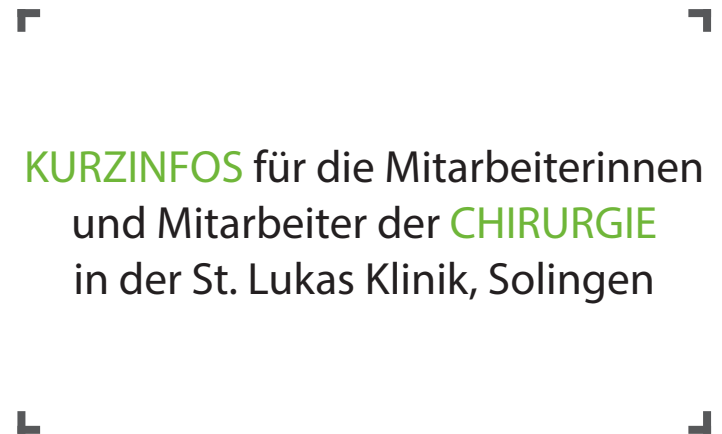 KURZINFOS für die Mitarbeiterinnen
und Mitarbeiter der CHIRURGIE
in der St. Lukas Klinik, Solingen